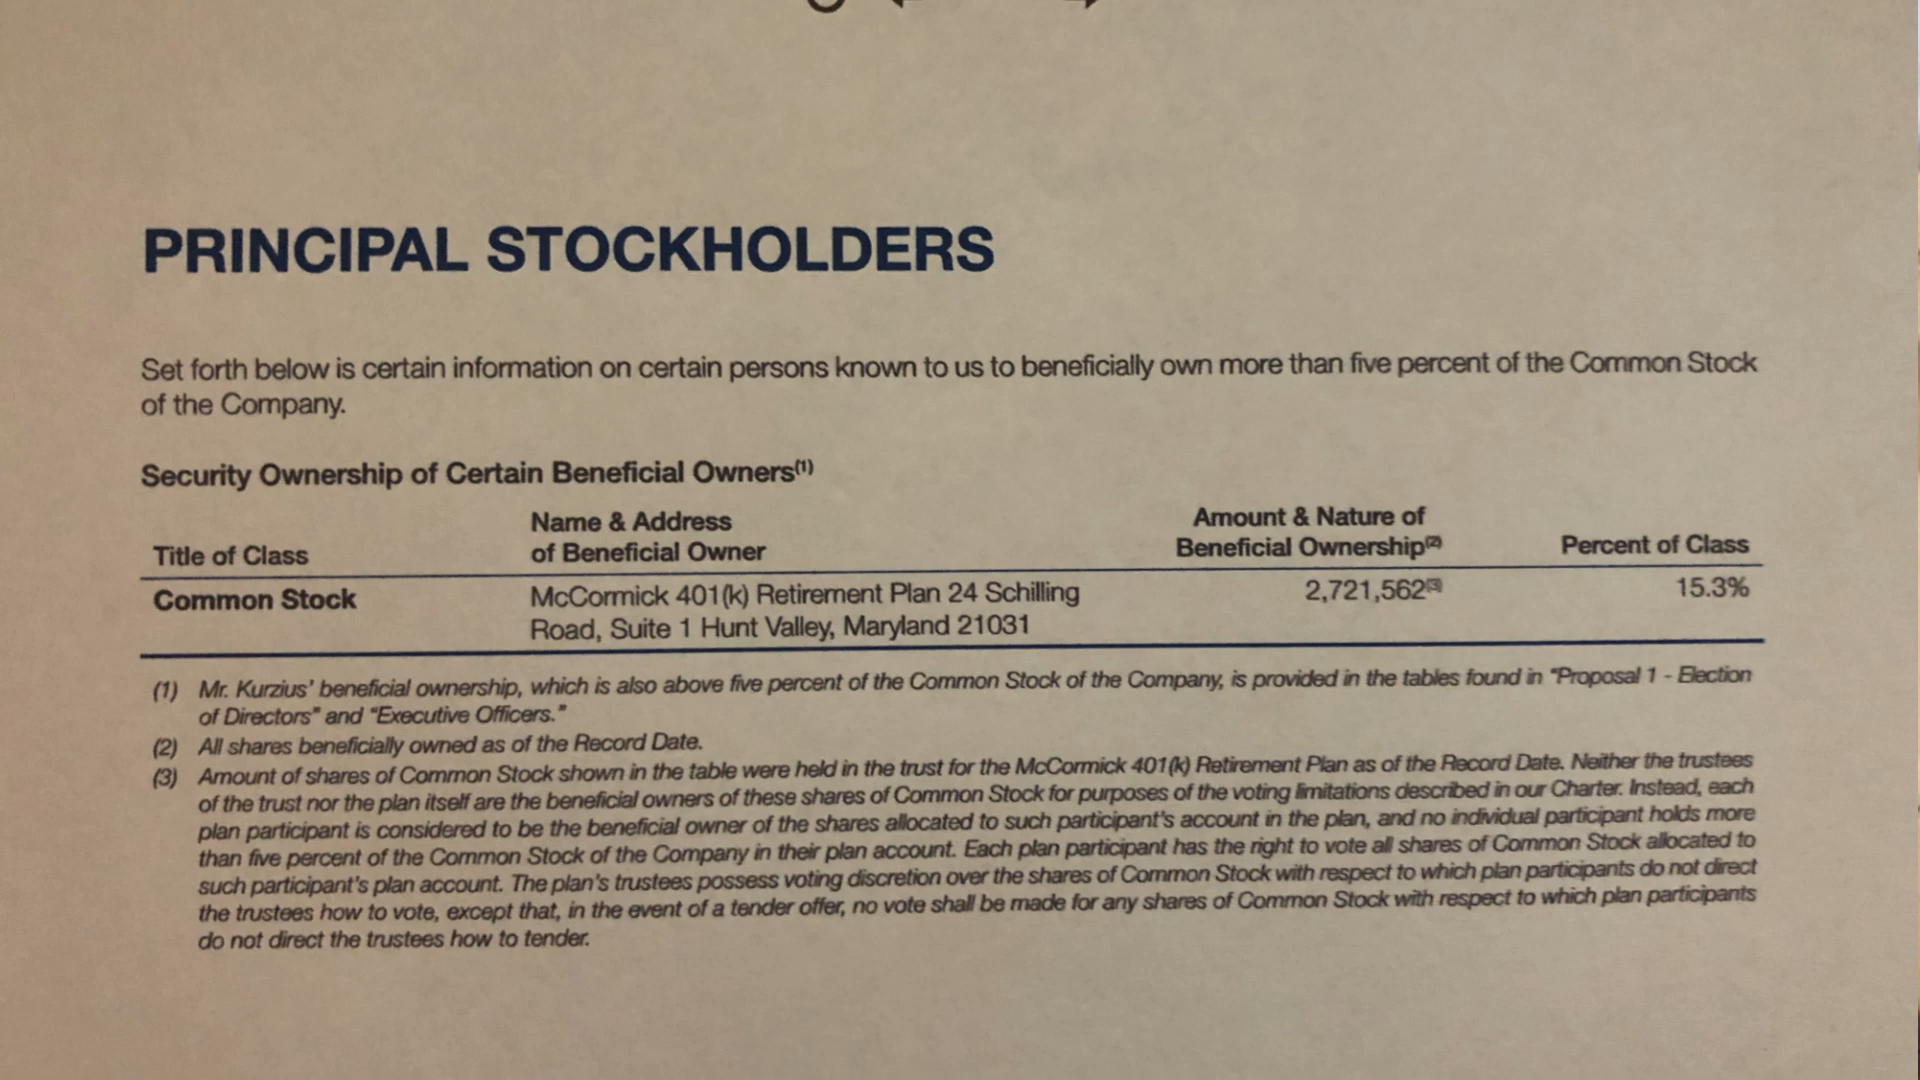 PRINCIPAL STOCKHOLDERS
Set forth below is certain information on certain persons known to us to beneficially own more than five percent of the Common Stock
of the Company.
Security Ownership of Certain Beneficial Owners(1)
Title of Class
Name & Address
of Beneficial Owner
Amount & Nature of
Beneficial Ownership(2)
Percent of Class
Common Stock
McCormick 401(k) Retirement Plan 24 Schilling
Road, Suite 1 Hunt Valley, Maryland 21031
2,721,562(3)
15.3%
(1) Mr. Kurzius' beneficial ownership, which is also above five percent of the Common Stock of the Company, is provided in the tables found in "Proposal 1 - Election
of Directors" and "Executive Officers."
(2) All shares beneficially owned as of the Record Date.
(3) Amount of shares of Common Stock shown in the table were held in the trust for the McCormick 401(k) Retirement Plan as of the Record Date. Neither the trustees
of the trust nor the plan itself are the beneficial owners of these shares of Common Stock for purposes of the voting limitations described in our Charter. Instead, each
plan participant is considered to be the beneficial owner of the shares allocated to such participant's account in the plan, and no individual participant holds more
than five percent of the Common Stock of the Company in their plan account. Each plan participant has the right to vote all shares of Common Stock allocated to
such participant's plan account. The plan's trustees possess voting discretion over the shares of Common Stock with respect to which plan participants do not direct
the trustees how to vote, except that, in the event of a tender offer, no vote shall be made for any shares of Common Stock with respect to which plan participants
do not direct the trustees how to tender.